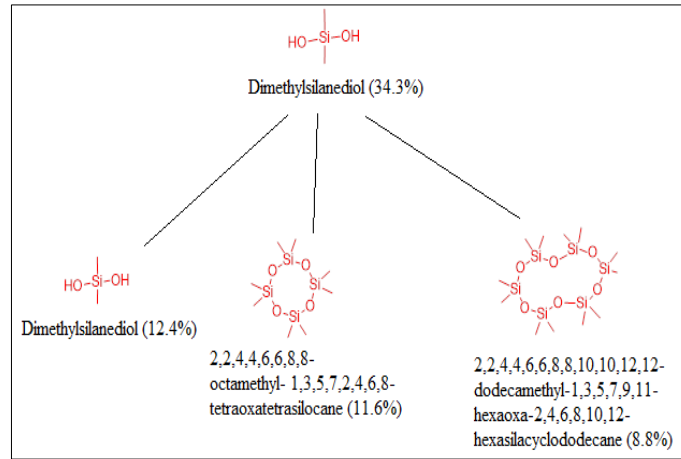 HO-Si-OH
Dimethylsilanediol (34.3%)
HO-Si-OH
Dimethylsilanediol (12.4%)
Si
O
O
Si
Si
O
O
Si
2,2,4,4,6,6,8,8-
octamethyl- 1,3,5,7,2,4,6,8-
tetraoxatetrasilocane (11.6%)
Si
O
Si
O
Si
O
Si
O
Si
O
Si
O
2,2,4,4,6,6,8,8,10,10,12,12-
dodecamethyl-1,3,5,7,9,11-
hexaoxa-2,4,6,8,10,12-
hexasilacyclododecane (8.8%)